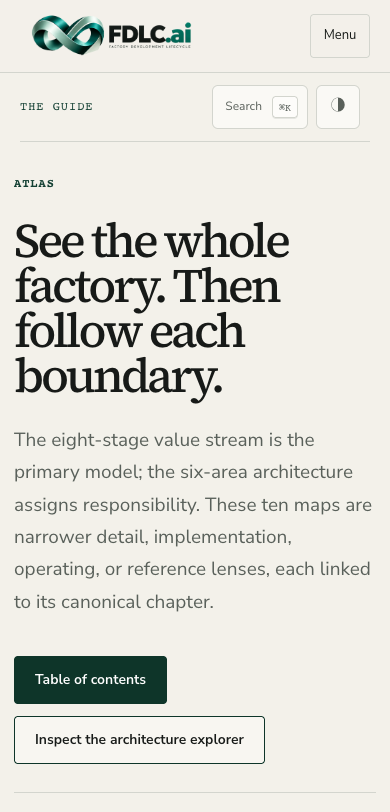 FDLC.ai
FACTORY DEVELOPMENT LIFECYCLE
Menu
THE GUIDE
Search ⌘K
ATLAS
See the whole
factory. Then
follow each
boundary.
The eight-stage value stream is the
primary model; the six-area architecture
assigns responsibility. These ten maps are
narrower detail, implementation,
operating, or reference lenses, each linked
to its canonical chapter.
Table of contents
Inspect the architecture explorer